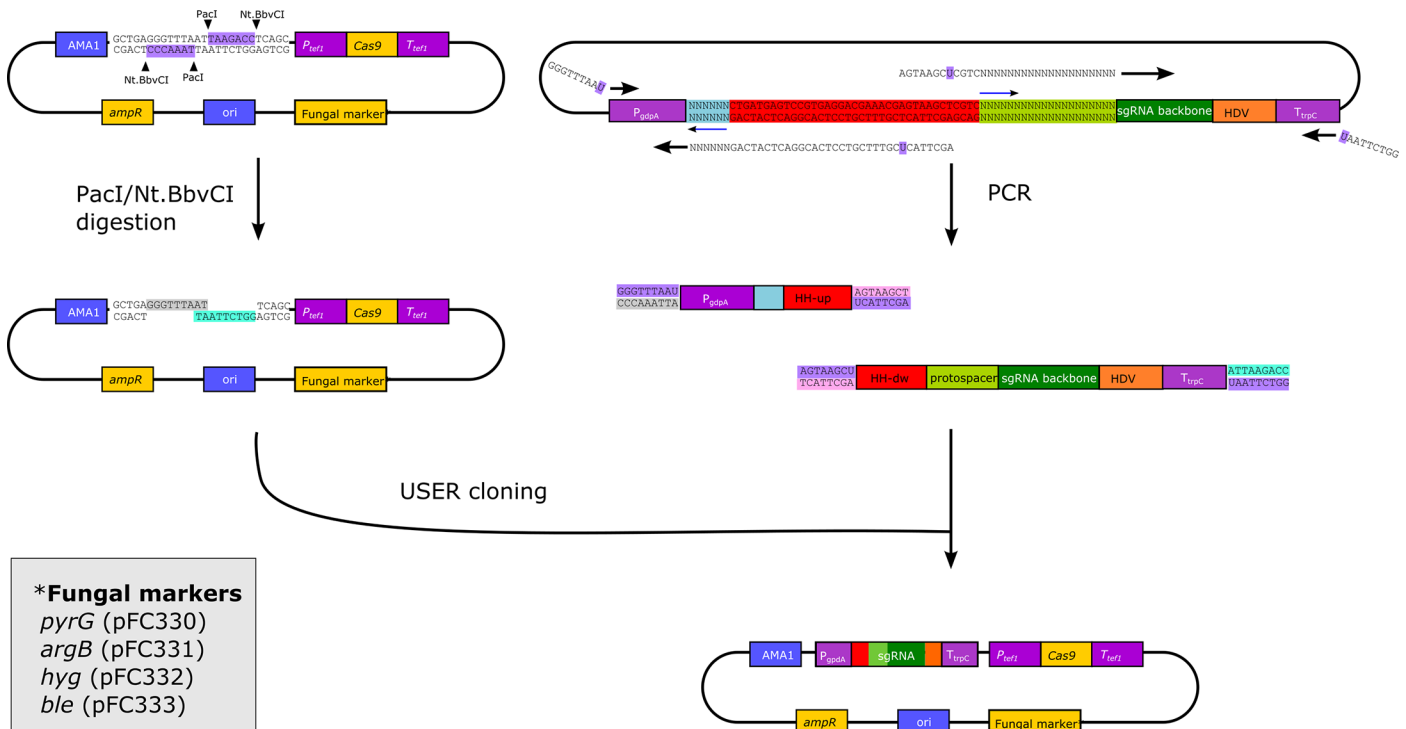 PacI Nt.BbvCI
AMA1 GCTGAGGGTTTAATTAAGACCTCAGC Ptef1 Cas9 Ttef1
CGACTCCCAAATTAATTCTGGAGTCG
Nt.BbvCI PacI
ampR ori Fungal marker
GGGTTTAAU
AGTAAGCUCGTCNNNNNNNNNNNNNNNNNNNN
PgdpA NNNNNNCTGATGAGTCCGTGAGGACGAAACGAGTAAGCTCGTCNNNNNNNNNNNNNNNNNNNN sgRNA backbone HDV TtrpC
NNNNNNGACTACTCAGGCACTCCTGCTTTGCTCATTCGAGCAGNNNNNNNNNNNNNNNNNNNN
NNNNNNGACTACTCAGGCACTCCTGCTTTGCUCATTCGA
UAATTCTGG
PacI/Nt.BbvCI
digestion
PCR
AMA1 GCTGAGGGTTTAAT TCAGC Ptef1 Cas9 Ttef1
CGACT TAATTCTGGAGTCG
ampR ori Fungal marker
GGGTTTAAU PgdpA HH-up AGTAAGCT
CCCAAATTA UCATTCGA
AGTAAGCU HH-dw protospacer sgRNA backbone HDV TtrpC ATTAAGACC
TCATTCGA UAATTCTGG
USER cloning
*Fungal markers
pyrG (pFC330)
argB (pFC331)
hyg (pFC332)
ble (pFC333)
AMA1 PgpdA sgRNA TtrpC Ptef1 Cas9 Ttef1
ampR ori Fungal marker